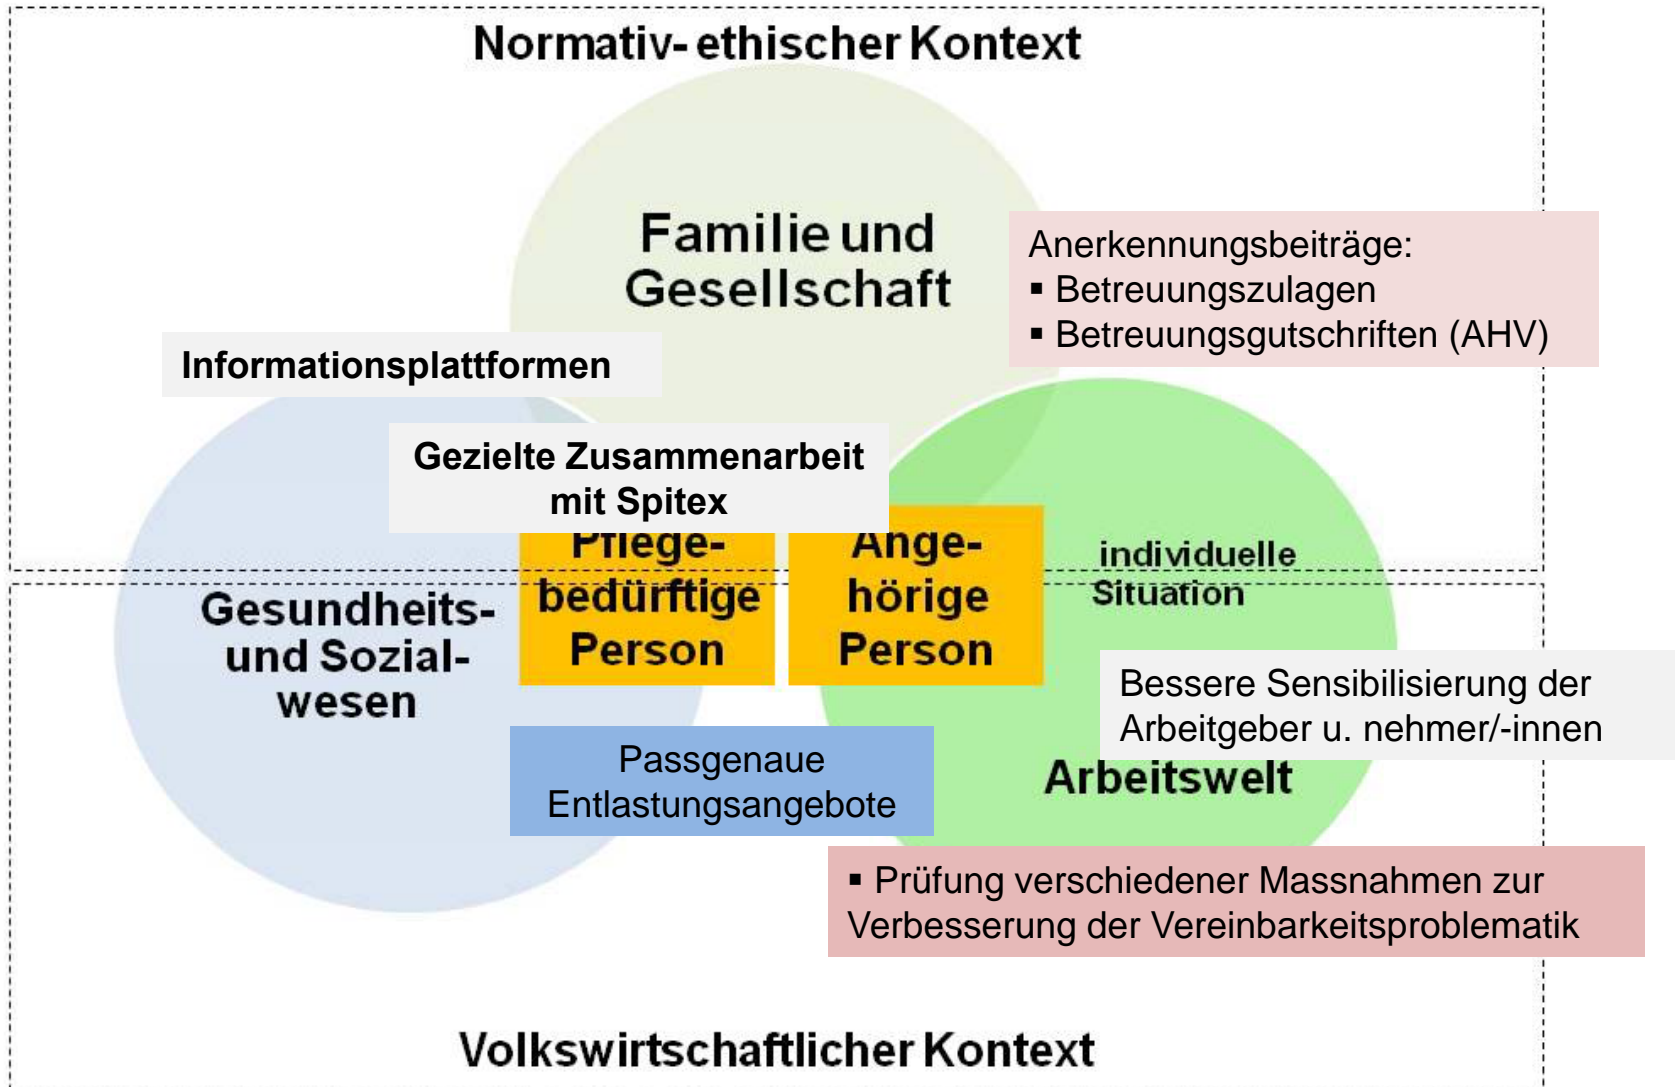 Normativ- ethischer Kontext
Familie und
Gesellschaft
Anerkennungsbeiträge:
▪ Betreuungszulagen
▪ Betreuungsgutschriften (AHV)
Informationsplattformen
Gezielte Zusammenarbeit
mit Spitex
Pflege-
bedürftige
Person
Ange-
hörige
Person
individuelle
Situation
Gesundheits-
und Sozial-
wesen
Bessere Sensibilisierung der
Arbeitgeber u. nehmer/-innen
Passgenaue
Entlastungsangebote
Arbeitswelt
▪ Prüfung verschiedener Massnahmen zur
Verbesserung der Vereinbarkeitsproblematik
Volkswirtschaftlicher Kontext